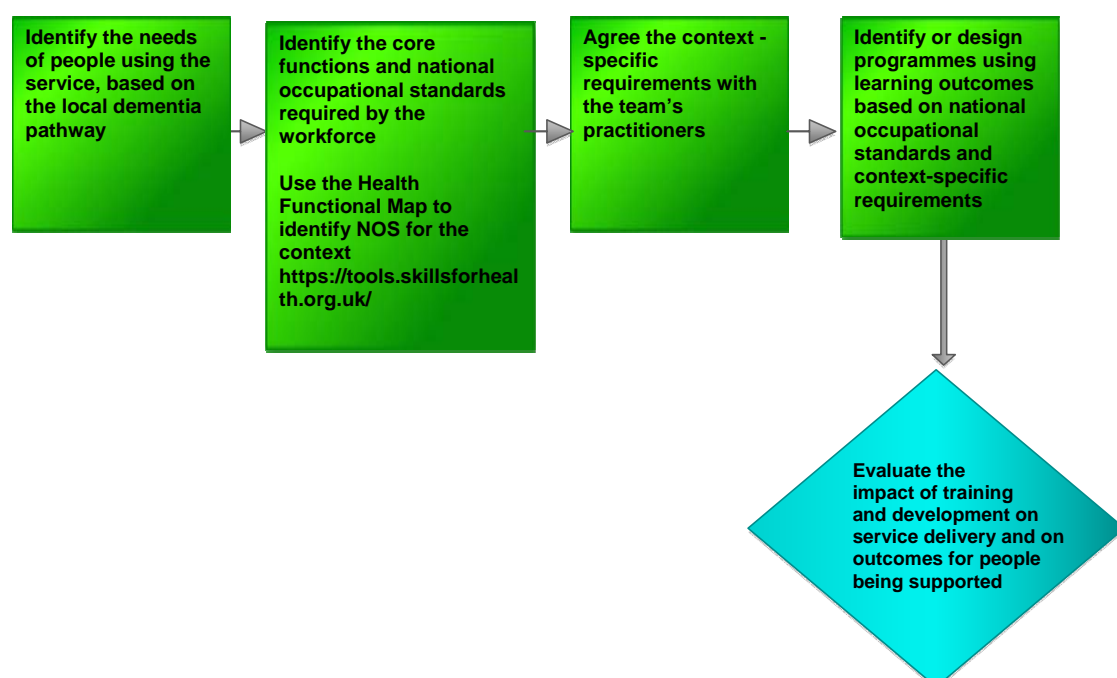 Identify the needs
of people using the
service, based on
the local dementia
pathway
Identify the core
functions and national
occupational standards
required by the
workforce
Use the Health
Functional Map to
identify NOS for the
context
https://tools.skillsforheal
th.org.uk/
Agree the context -
specific
requirements with
the team’s
practitioners
Identify or design
programmes using
learning outcomes
based on national
occupational
standards and
context-specific
requirements
Evaluate the
impact of training
and development on
service delivery and on
outcomes for people
being supported